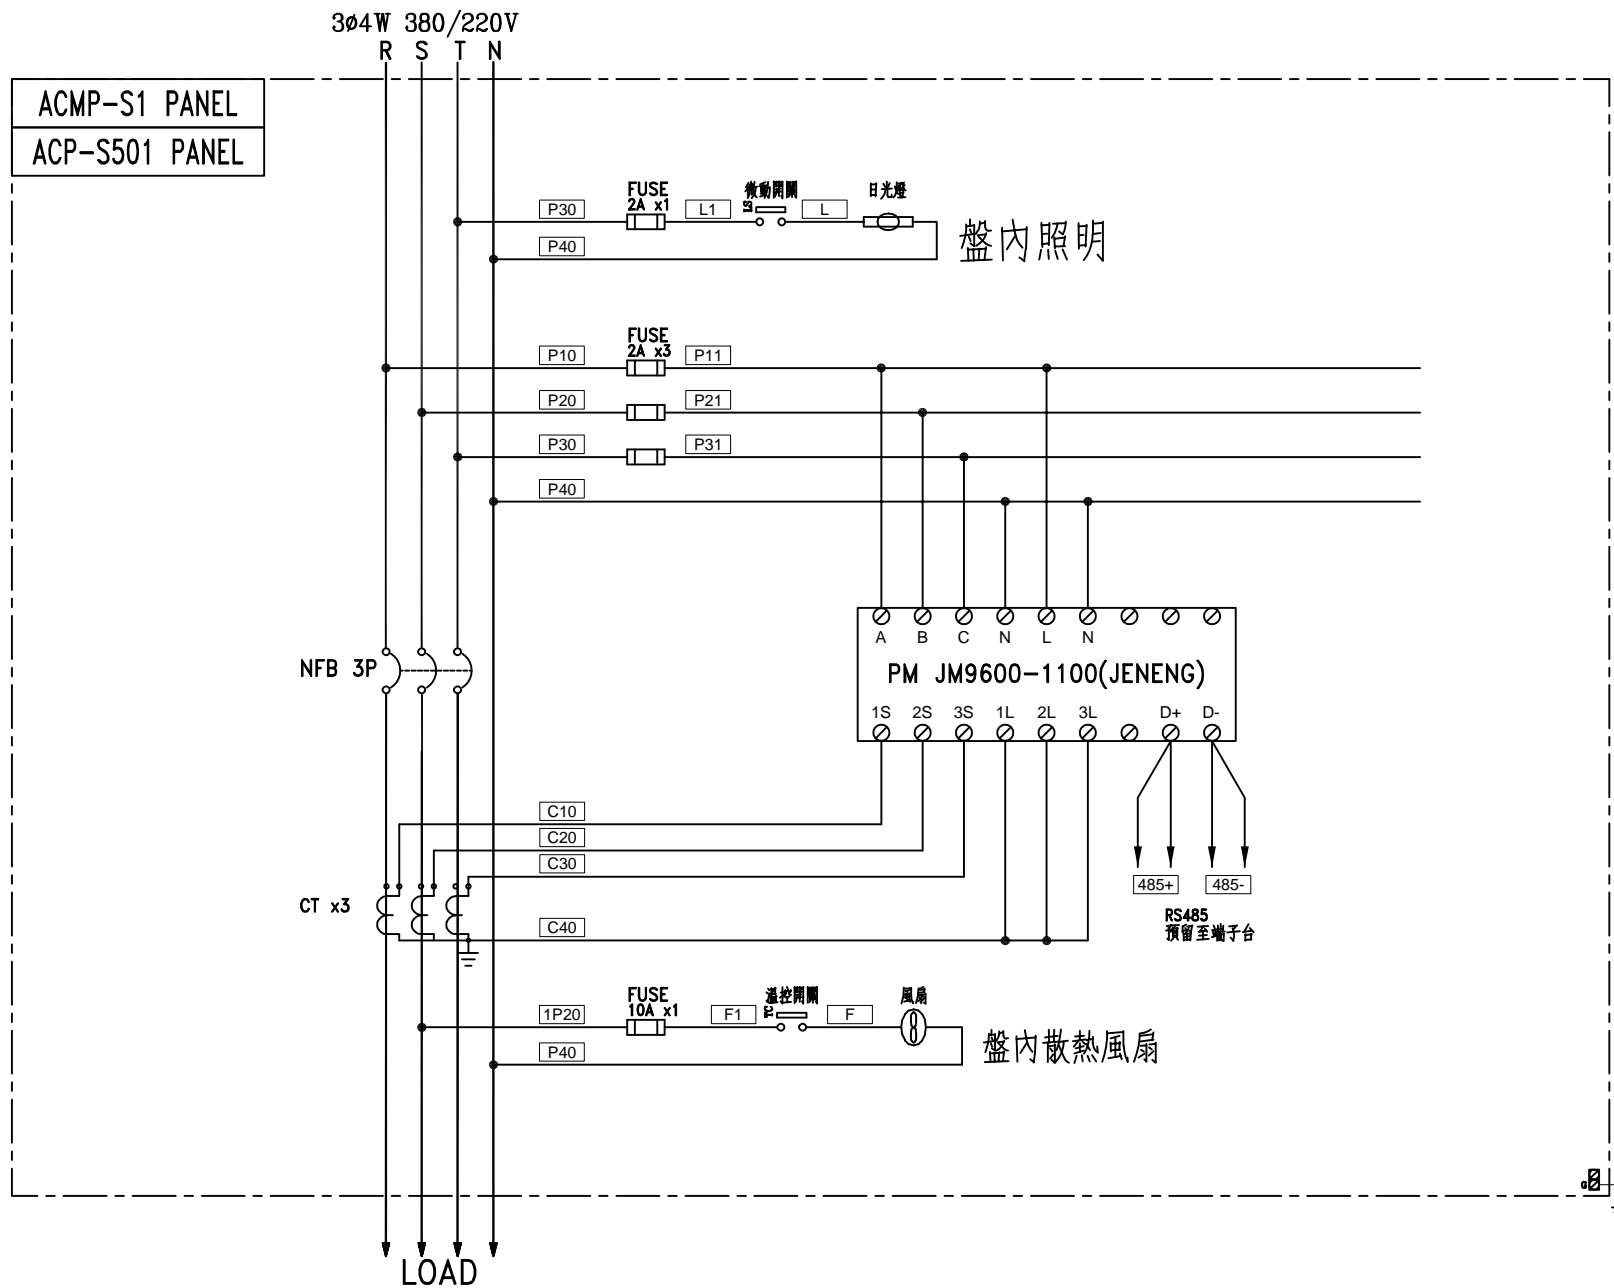 3ø4W 380/220V
R S T N
ACMP-S1 PANEL
ACP-S501 PANEL
FUSE
2A x1
微動開關
日光燈
P30
L1
LS
L
盤內照明
P40
FUSE
2A x3
P10
P11
P20
P21
P30
P31
P40
A B C N L N
NFB 3P
PM JM9600-1100(JENENG)
1S 2S 3S 1L 2L 3L D+ D-
C10
C20
C30
485+ 485-
CT x3
RS485
預留至端子台
C40
FUSE
10A x1
溫控開關
風扇
1P20
F1
TC
F
盤內散熱風扇
P40
G
LOAD